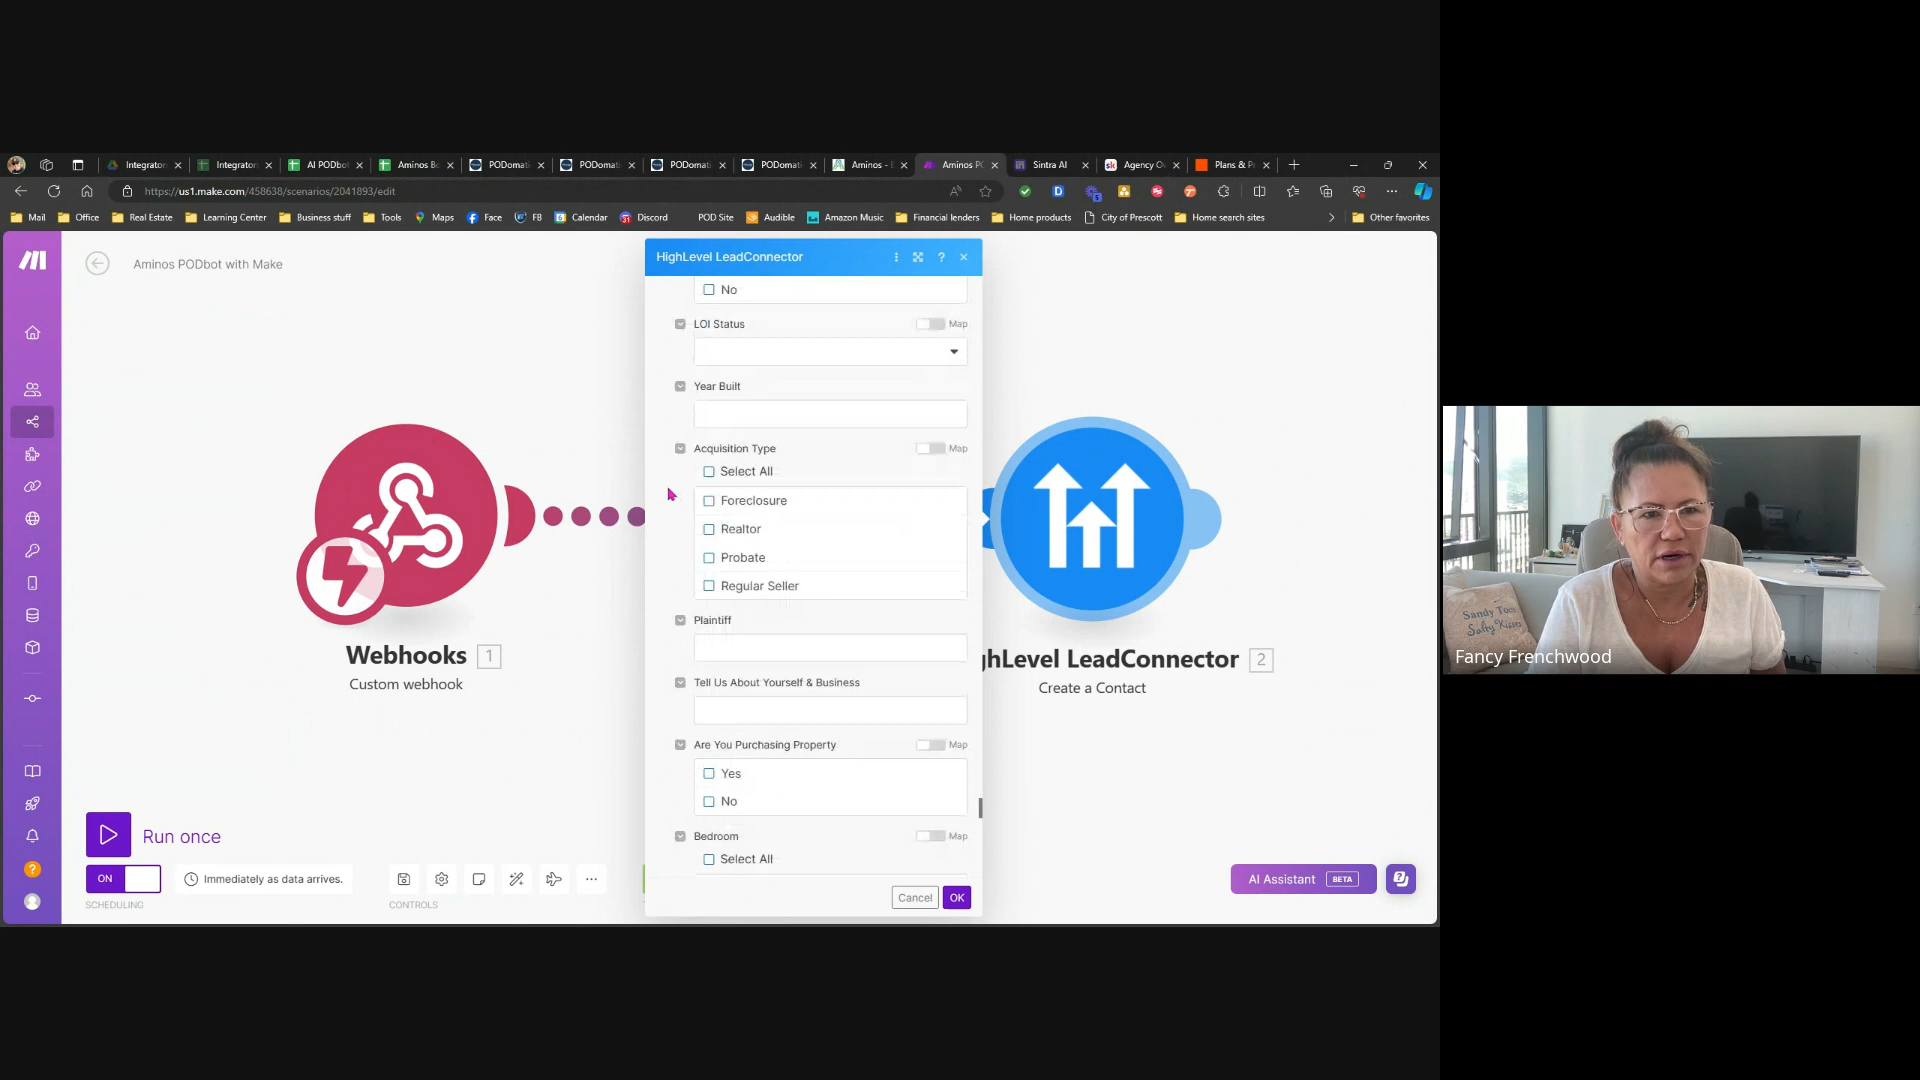 Integrator
Integrator
AI PODbo
Aminos B
PODomat
PODomat
PODomat
PODomat
Aminos -
Aminos P
Sintra AI
Agency O
Plans & P
https://us1.make.com/458638/scenarios/2041893/edit
Mail
Office
Real Estate
Learning Center
Business stuff
Tools
Maps
Face
FB
Calendar
Discord
POD Site
Audible
Amazon Music
Financial lenders
Home products
City of Prescott
Home search sites
Other favorites
Aminos PODbot with Make
HighLevel LeadConnector
?
No
LOI Status
Map
Year Built
Acquisition Type
Map
Select All
Foreclosure
Realtor
Probate
Regular Seller
Plaintiff
Tell Us About Yourself & Business
Are You Purchasing Property
Map
Yes
No
Bedroom
Map
Select All
Cancel
OK
Webhooks
1
Custom webhook
ghLevel LeadConnector
2
Create a Contact
Run once
ON
Immediately as data arrives.
SCHEDULING
CONTROLS
AI Assistant
BETA
Sandy Toes
Salty Kisses
Fancy Frenchwood